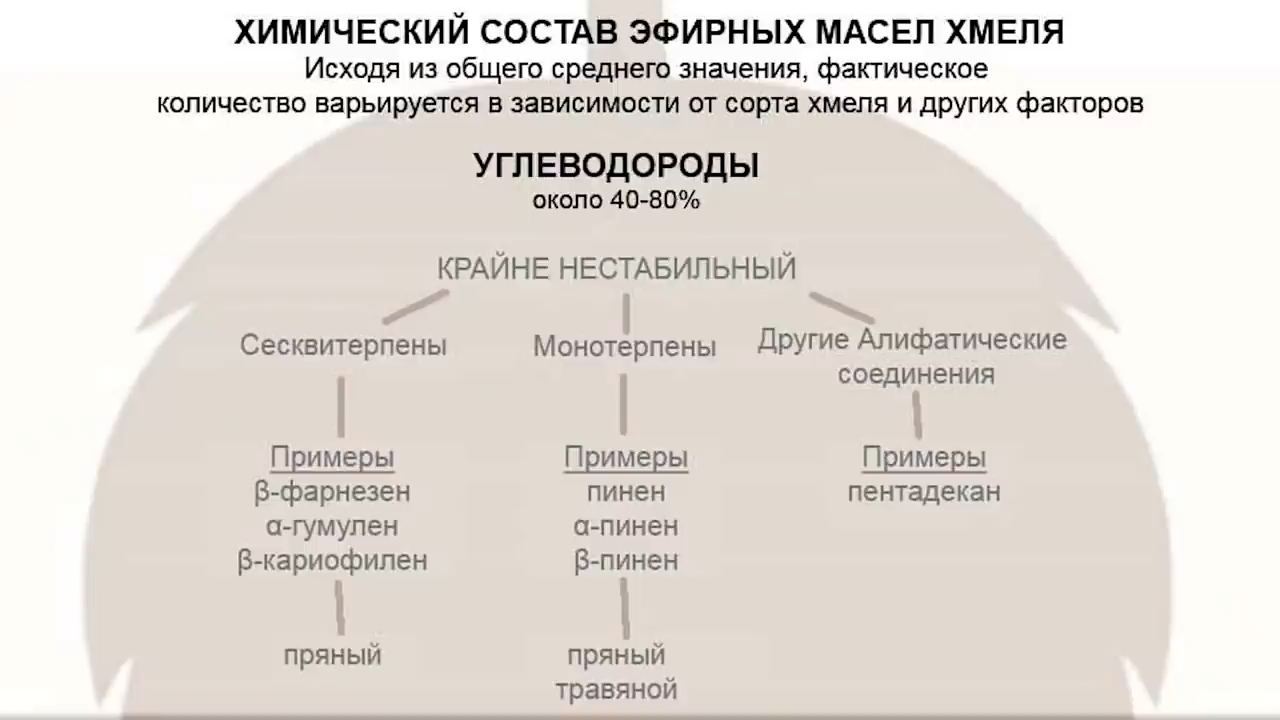 ХИМИЧЕСКИЙ СОСТАВ ЭФИРНЫХ МАСЕЛ ХМЕЛЯ
Исходя из общего среднего значения, фактическое
количество варьируется в зависимости от сорта хмеля и других факторов
УГЛЕВОДОРОДЫ
около 40-80%
КРАЙНЕ НЕСТАБИЛЬНЫЙ
Сесквитерпены
Примеры
β-фарнезен
α-гумулен
β-кариофилен
пряный
Монотерпены
Примеры
пинен
α-пинен
β-пинен
пряный
травяной
Другие Алифатические
соединения
Примеры
пентадекан